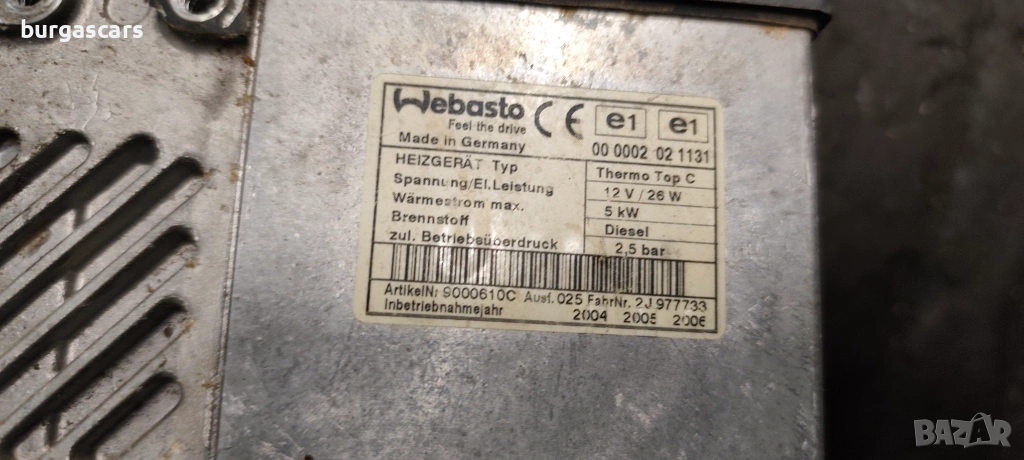 burgascars
Webasto
Feel the drive
CE e1 e1
Made in Germany 00 0002 02 1131
HEIZGERÄT Typ Thermo Top C
Spannung/El.Leistung 12 V / 26 W
Wärmestrom max. 5 kW
Brennstoff Diesel
zul. Betriebsüberdruck 2,5 bar
ArtikelNr. 9000610C Ausf. 025 FahrNr. 2J 977733
Inbetriebnahmejahr 2004 2005 2006
BAZAR